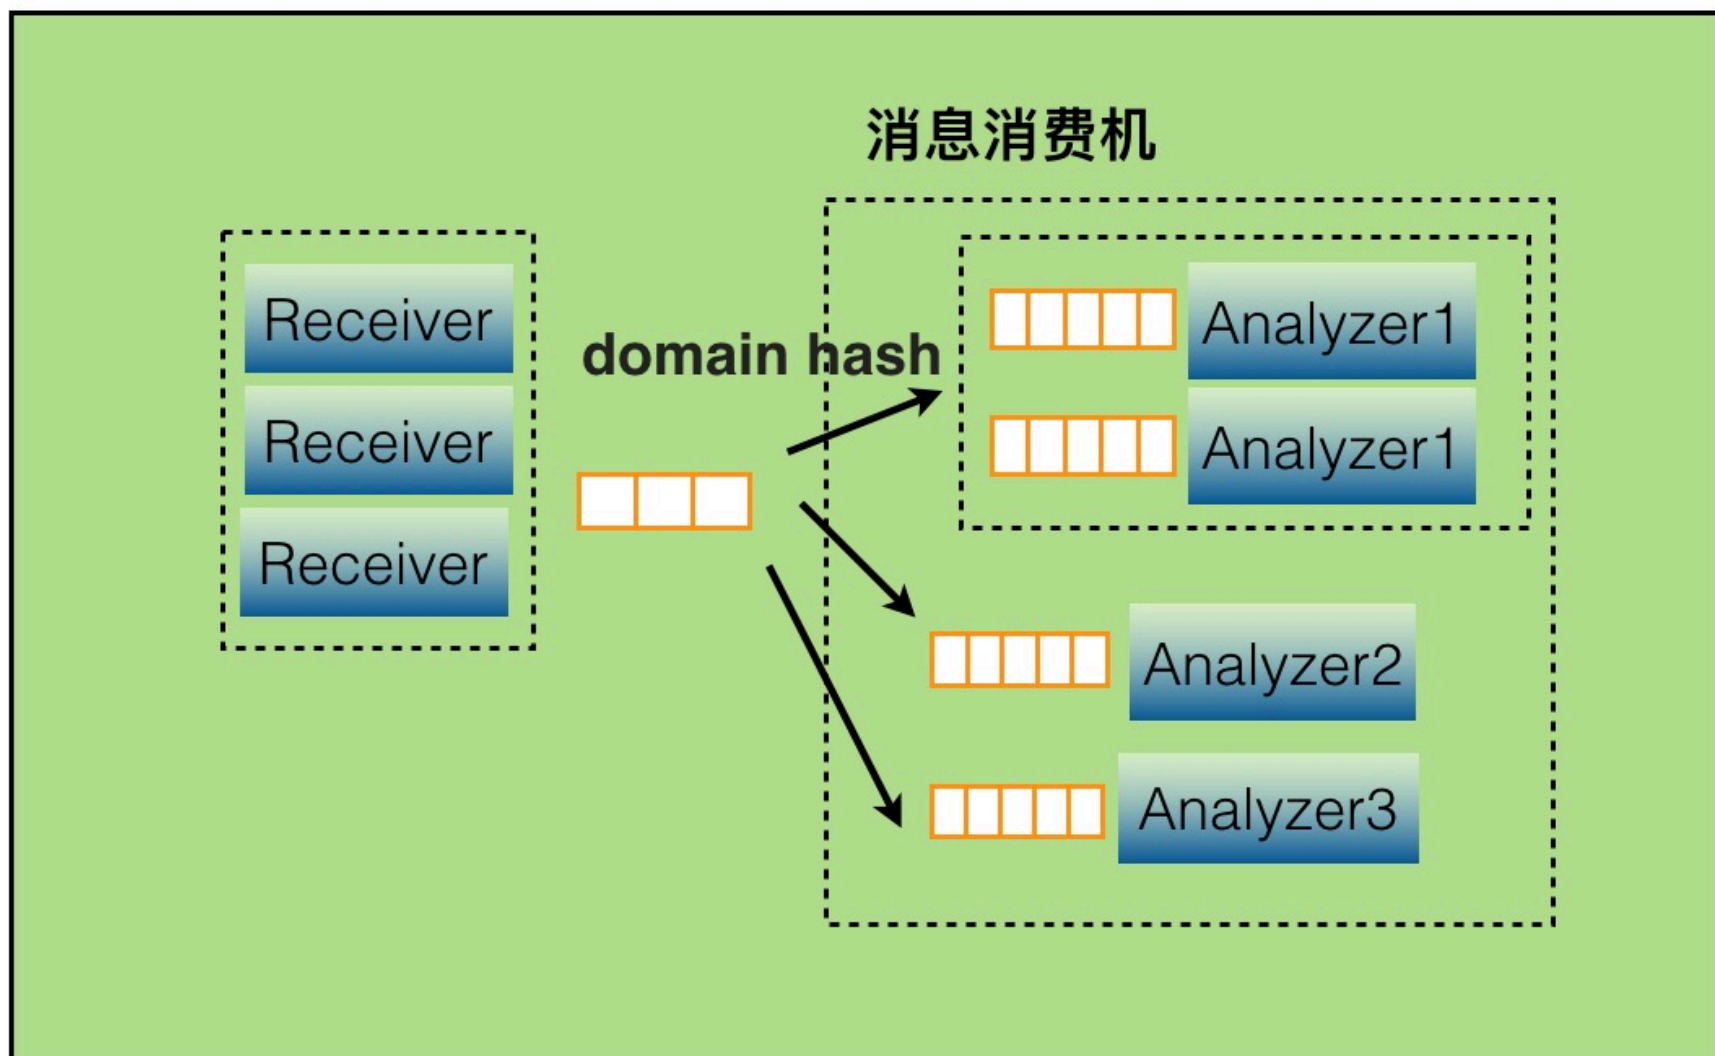 消息消费机
Receiver
Receiver
Receiver
domain hash
Analyzer1
Analyzer1
Analyzer2
Analyzer3